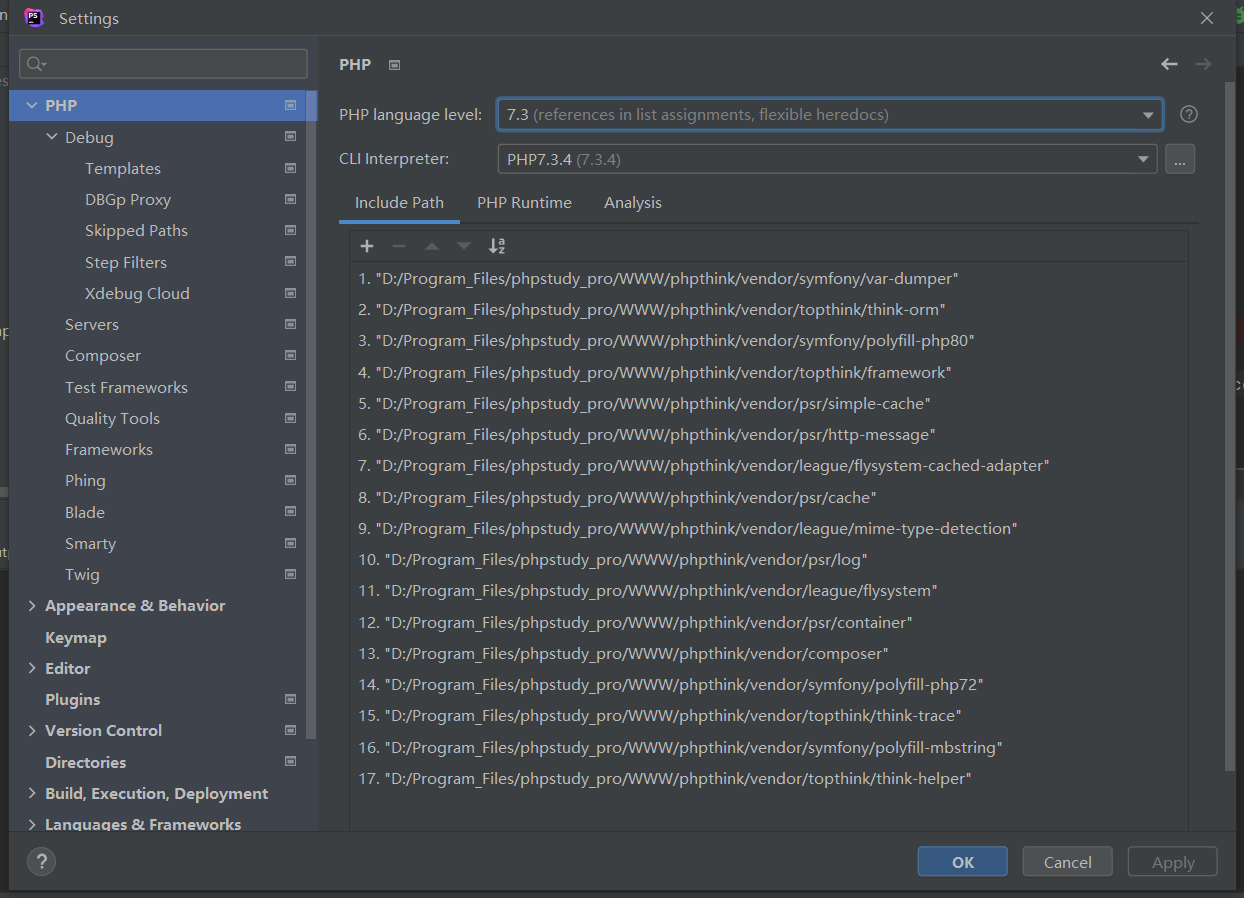 PS
Settings
PHP
PHP
PHP language level:
7.3 (references in list assignments, flexible heredocs)
Debug
CLI Interpreter:
PHP7.3.4 (7.3.4)
...
Templates
DBGp Proxy
Skipped Paths
Step Filters
Xdebug Cloud
Servers
Composer
Test Frameworks
Quality Tools
Frameworks
Phing
Blade
Smarty
Twig
Appearance & Behavior
Keymap
Editor
Plugins
Version Control
Directories
Build, Execution, Deployment
Languages & Frameworks
Include Path
PHP Runtime
Analysis
1. "D:/Program_Files/phpstudy_pro/WWW/phpthink/vendor/symfony/var-dumper"
2. "D:/Program_Files/phpstudy_pro/WWW/phpthink/vendor/topthink/think-orm"
3. "D:/Program_Files/phpstudy_pro/WWW/phpthink/vendor/symfony/polyfill-php80"
4. "D:/Program_Files/phpstudy_pro/WWW/phpthink/vendor/topthink/framework"
5. "D:/Program_Files/phpstudy_pro/WWW/phpthink/vendor/psr/simple-cache"
6. "D:/Program_Files/phpstudy_pro/WWW/phpthink/vendor/psr/http-message"
7. "D:/Program_Files/phpstudy_pro/WWW/phpthink/vendor/league/flysystem-cached-adapter"
8. "D:/Program_Files/phpstudy_pro/WWW/phpthink/vendor/psr/cache"
9. "D:/Program_Files/phpstudy_pro/WWW/phpthink/vendor/league/mime-type-detection"
10. "D:/Program_Files/phpstudy_pro/WWW/phpthink/vendor/psr/log"
11. "D:/Program_Files/phpstudy_pro/WWW/phpthink/vendor/league/flysystem"
12. "D:/Program_Files/phpstudy_pro/WWW/phpthink/vendor/psr/container"
13. "D:/Program_Files/phpstudy_pro/WWW/phpthink/vendor/composer"
14. "D:/Program_Files/phpstudy_pro/WWW/phpthink/vendor/symfony/polyfill-php72"
15. "D:/Program_Files/phpstudy_pro/WWW/phpthink/vendor/topthink/think-trace"
16. "D:/Program_Files/phpstudy_pro/WWW/phpthink/vendor/symfony/polyfill-mbstring"
17. "D:/Program_Files/phpstudy_pro/WWW/phpthink/vendor/topthink/think-helper"
?
OK
Cancel
Apply